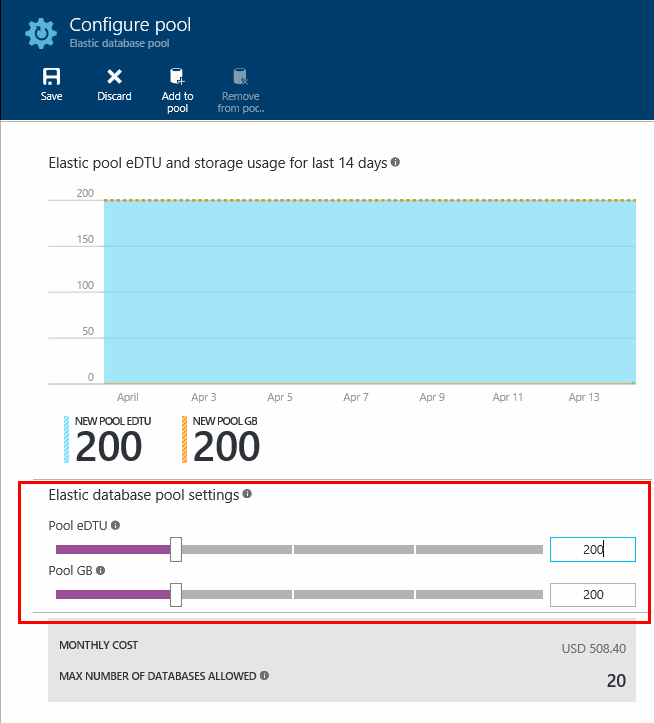 Configure pool
Elastic database pool
Save
Discard
Add to
pool
Remove
from poc..
Elastic pool eDTU and storage usage for last 14 days
200
150
100
50
0
April
Apr 3
Apr 5
Apr 7
Apr 9
Apr 11
Apr 13
NEW POOL EDTU
200
NEW POOL GB
200
Elastic database pool settings
Pool eDTU
200
Pool GB
200
MONTHLY COST
USD 508.40
MAX NUMBER OF DATABASES ALLOWED
20